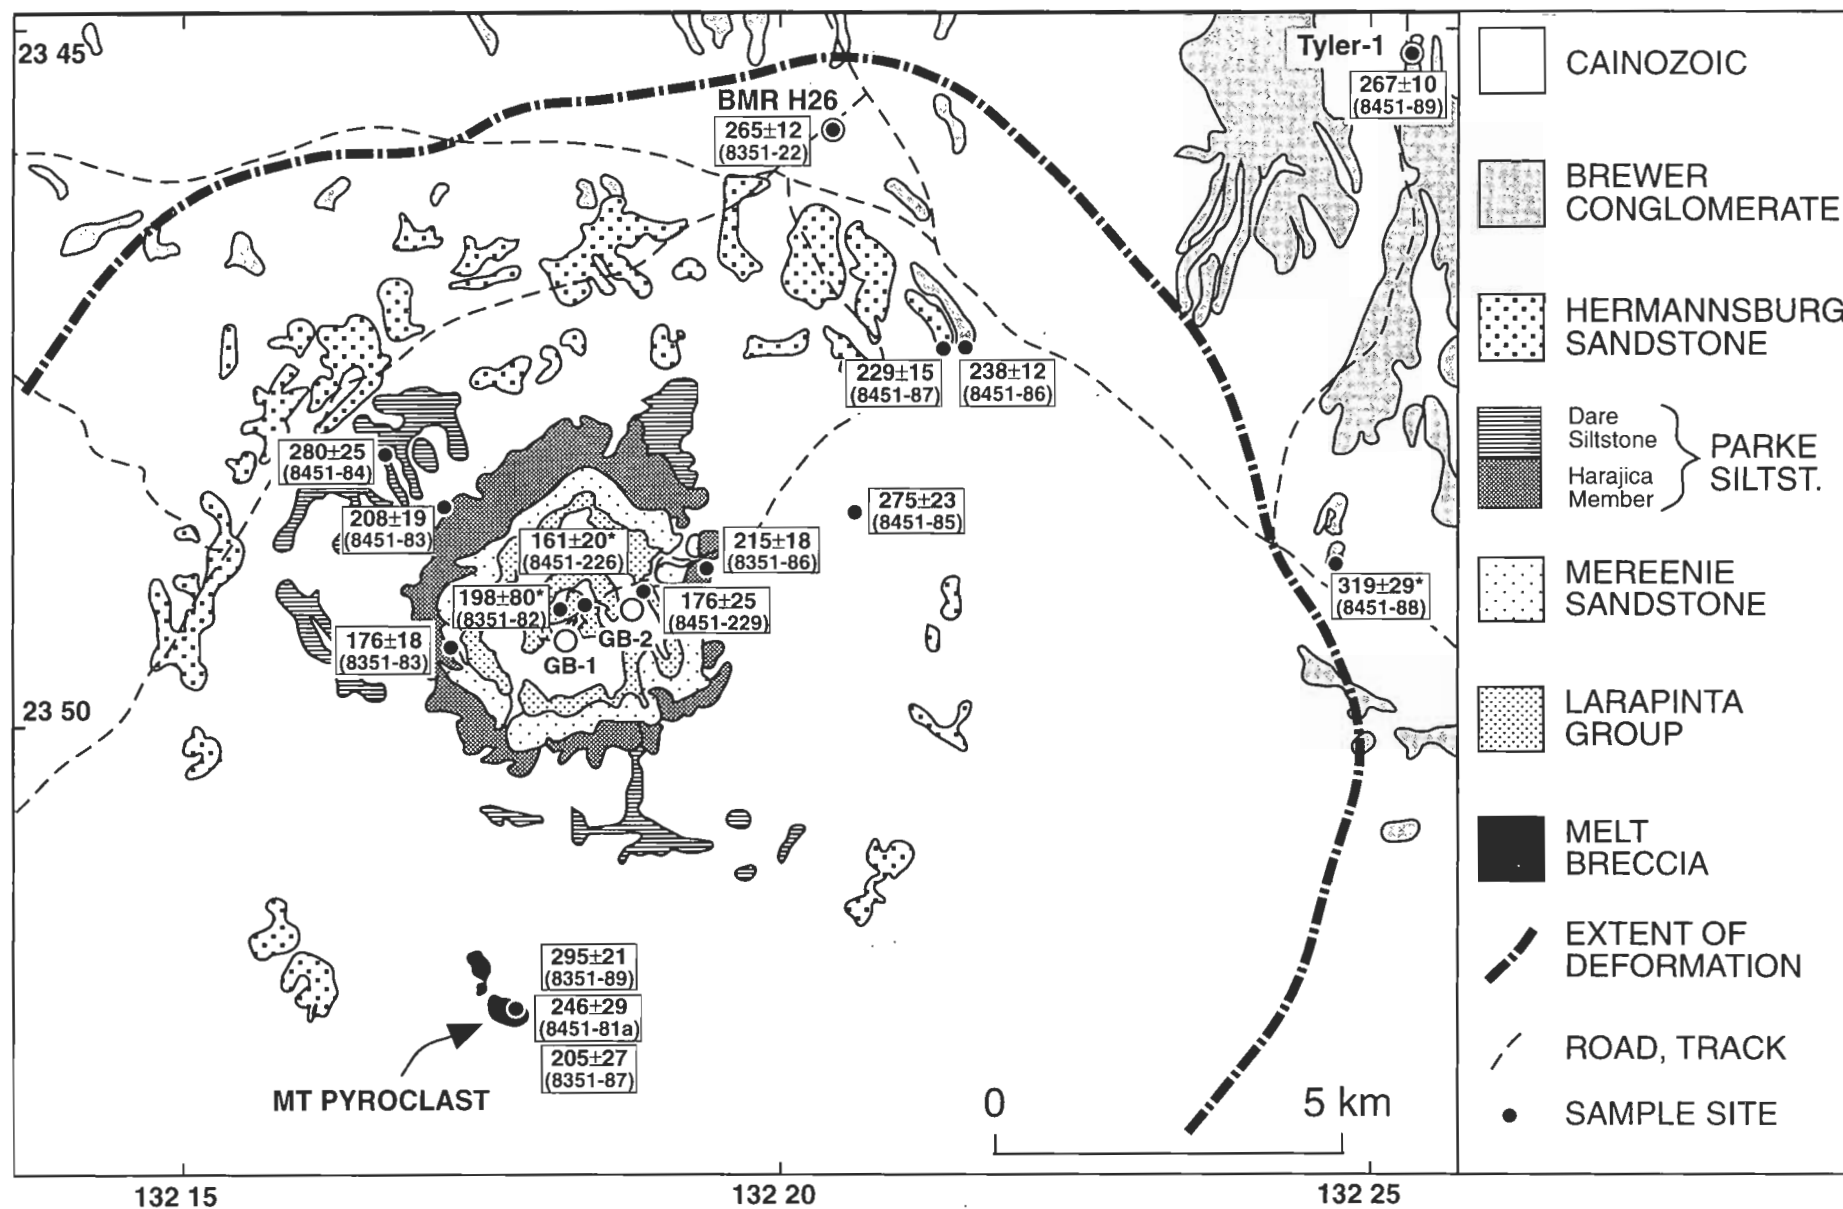 23 45
Tyler-1
267±10
(8451-89)
BMR H26
265±12
(8351-22)
229±15
(8451-87)
238±12
(8451-86)
280±25
(8451-84)
208±19
(8451-83)
275±23
(8451-85)
161±20*
(8451-226)
215±18
(8351-86)
198±80*
(8351-82)
176±25
(8451-229)
319±29*
(8451-88)
176±18
(8351-83)
GB-2
GB-1
23 50
295±21
(8351-89)
246±29
(8451-81a)
205±27
(8351-87)
MT PYROCLAST
0 5 km
132 15
132 20
132 25
CAINOZOIC
BREWER
CONGLOMERATE
HERMANNSBURG
SANDSTONE
Dare
Siltstone
Harajica
Member
PARKE
SILTST.
MEREENIE
SANDSTONE
LARAPINTA
GROUP
MELT
BRECCIA
EXTENT OF
DEFORMATION
ROAD, TRACK
SAMPLE SITE